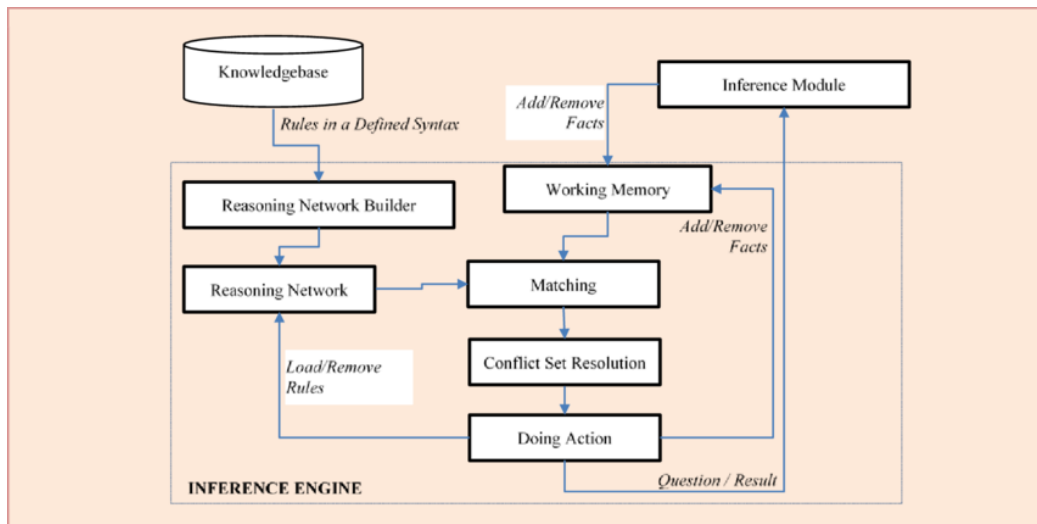 Knowledgebase
Inference Module
Add/Remove
Facts
Rules in a Defined Syntax
Working Memory
Reasoning Network Builder
Add/Remove
Facts
Reasoning Network
Matching
Load/Remove
Rules
Conflict Set Resolution
Doing Action
Question / Result
INFERENCE ENGINE